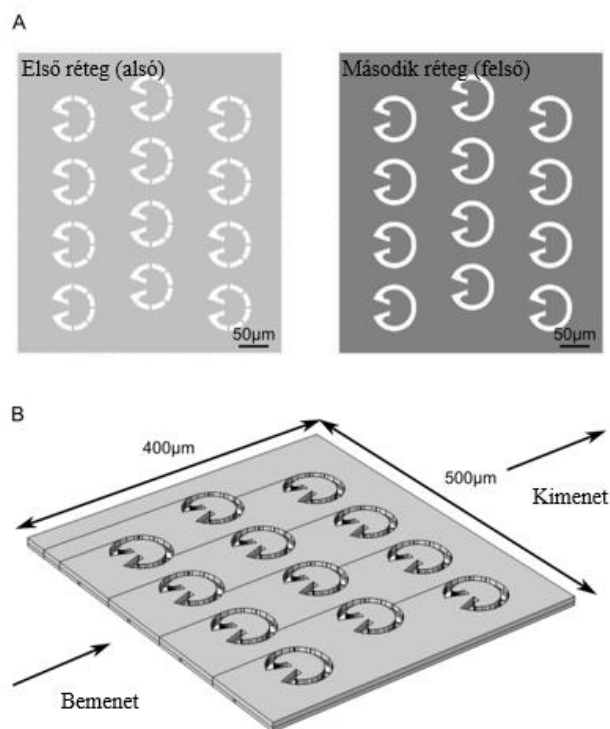 A
Első réteg (alsó)
Második réteg (felső)
50µm
50µm
B
400µm
500µm
Kimenet
Bemenet